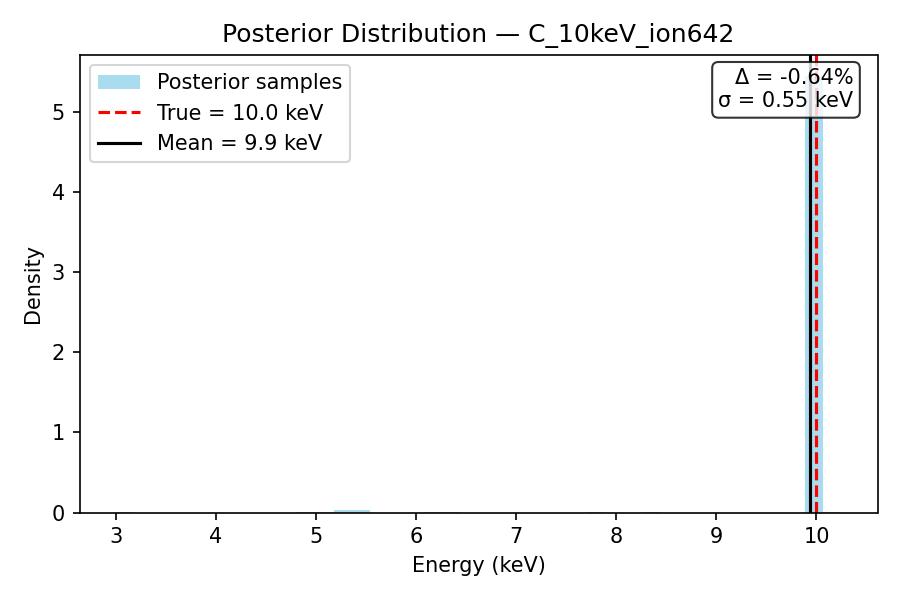 Posterior Distribution — C_10keV_ion642
Posterior samples
True = 10.0 keV
Mean = 9.9 keV
Δ = -0.64%
σ = 0.55 keV
Density
5
4
3
2
1
0
3 4 5 6 7 8 9 10
Energy (keV)